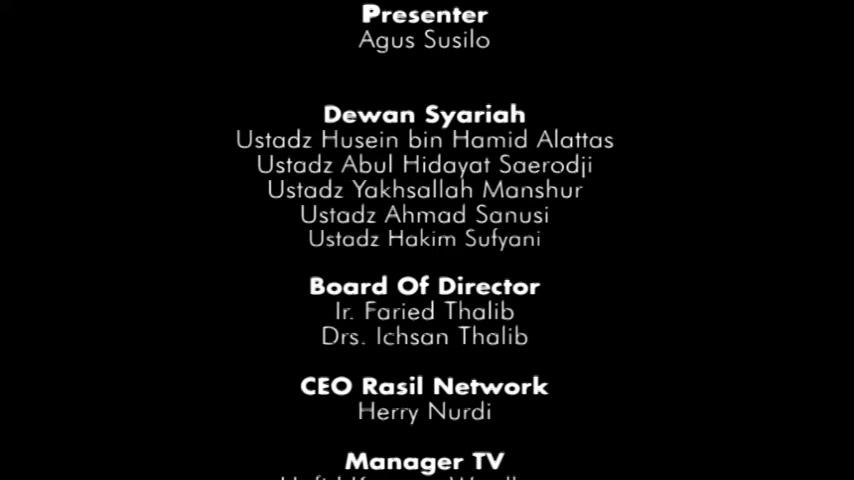 Presenter
Agus Susilo
Dewan Syariah
Ustadz Husein bin Hamid Alattas
Ustadz Abul Hidayat Saerodji
Ustadz Yakhsallah Manshur
Ustadz Ahmad Sanusi
Ustadz Hakim Sufyani
Board Of Director
Ir. Faried Thalib
Drs. Ichsan Thalib
CEO Rasil Network
Herry Nurdi
Manager TV